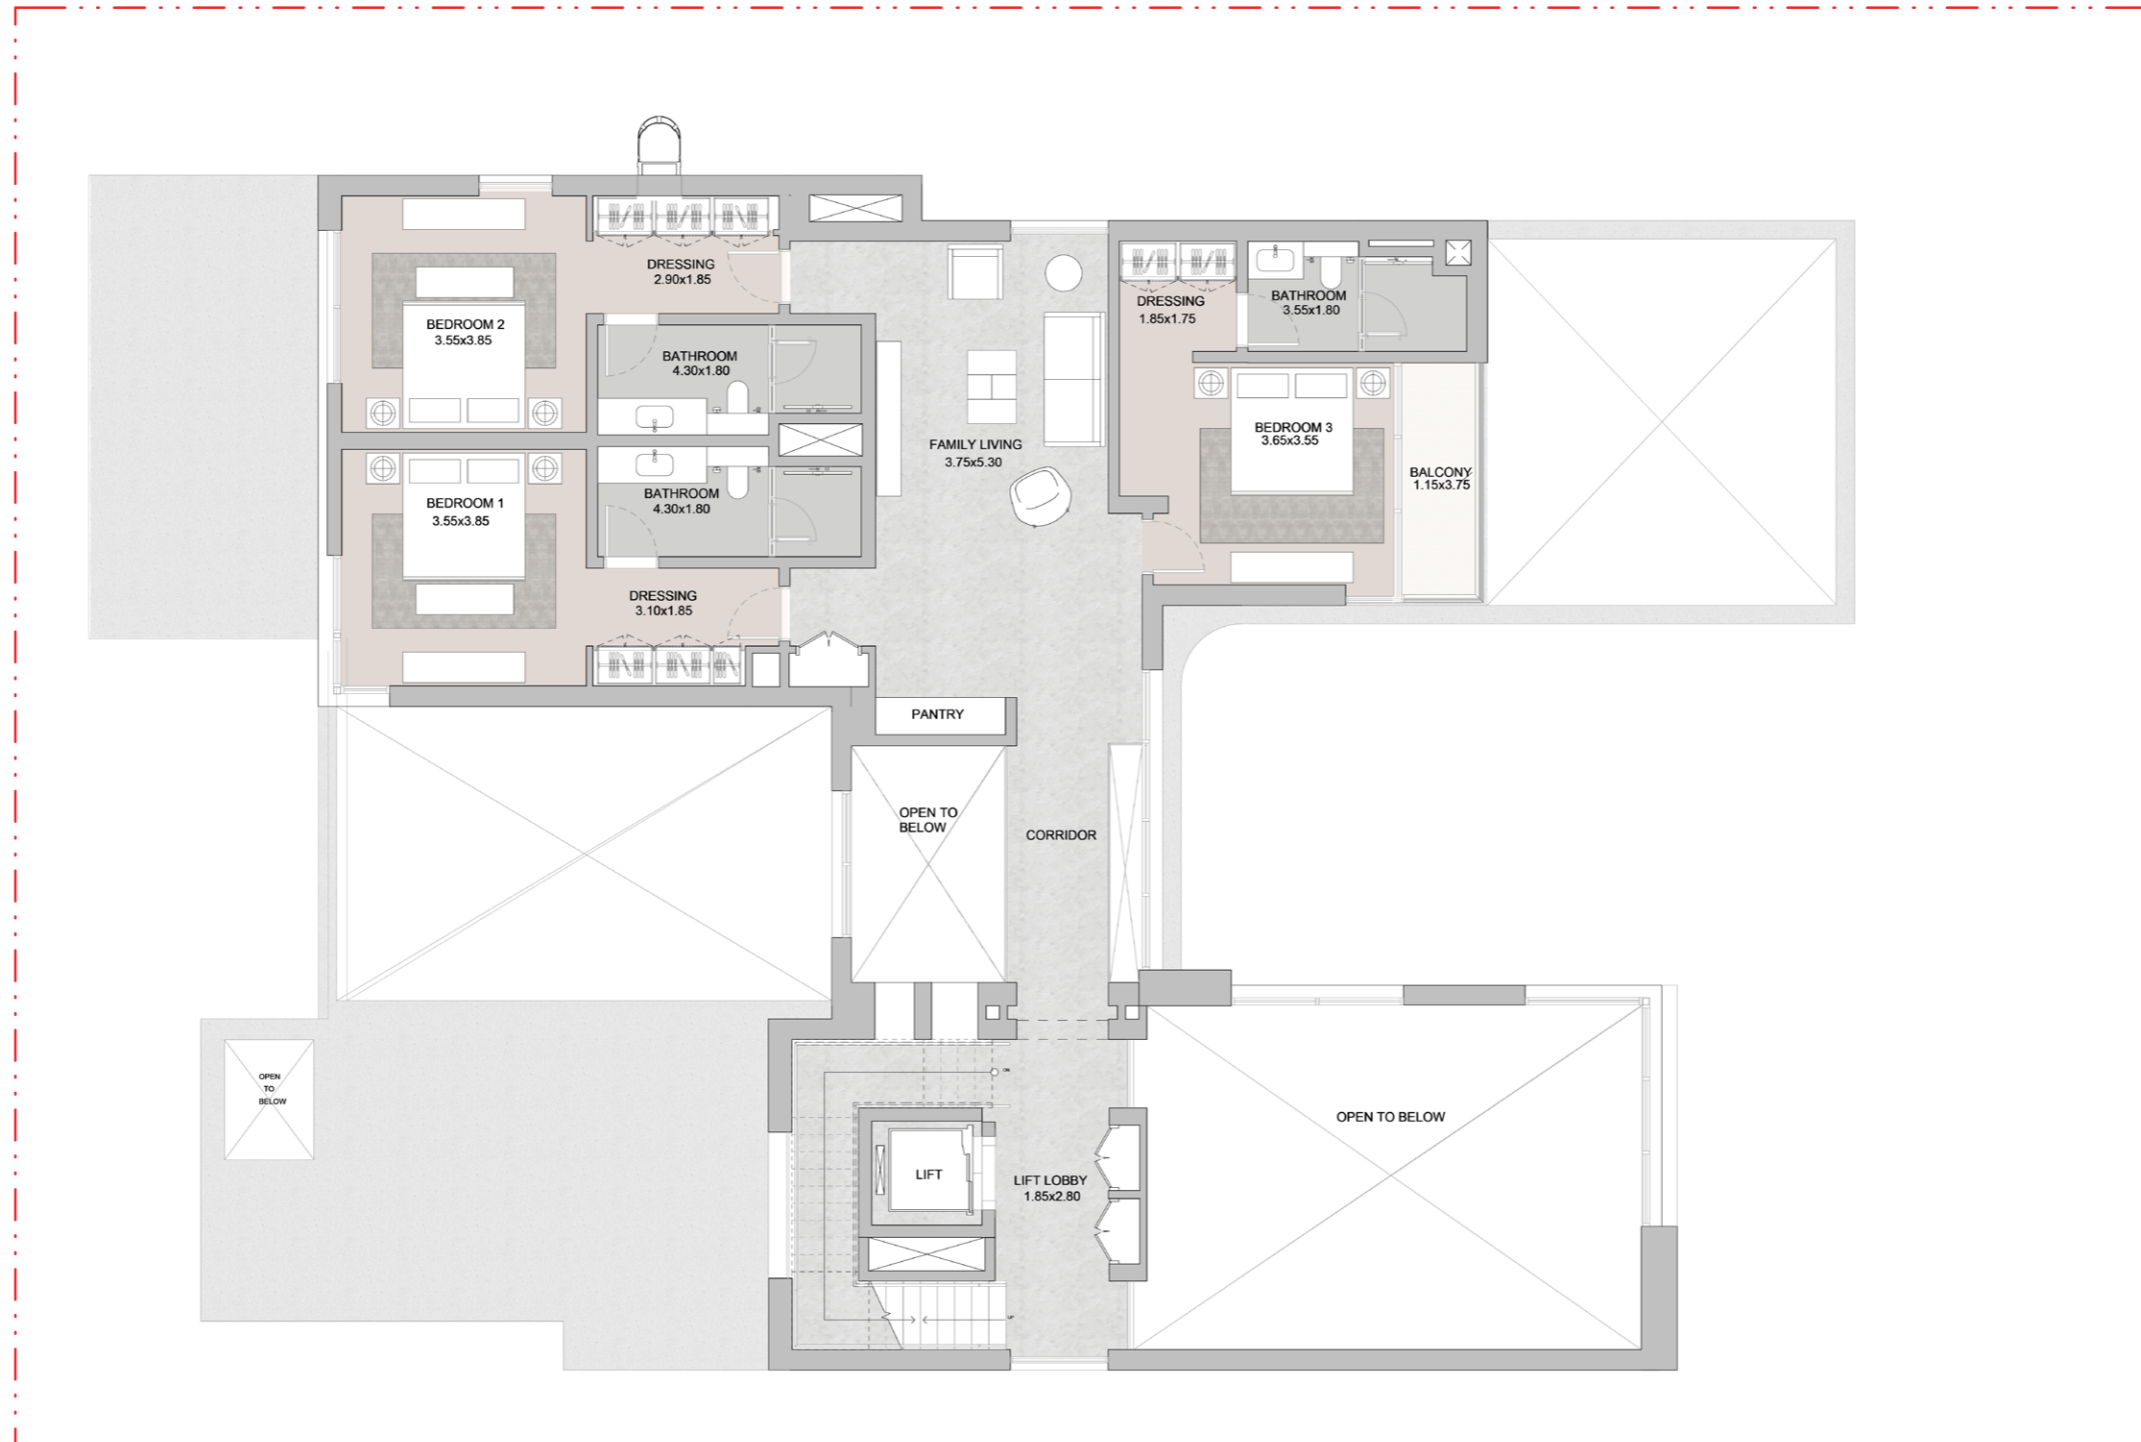 DRESSING
2.90x1.85
BEDROOM 2
3.55x3.85
BATHROOM
4.30x1.80
DRESSING
1.85x1.75
BATHROOM
3.55x1.80
FAMILY LIVING
3.75x5.30
BEDROOM 3
3.65x3.55
BALCONY
1.15x3.75
BEDROOM 1
3.55x3.85
BATHROOM
4.30x1.80
DRESSING
3.10x1.85
PANTRY
OPEN TO
BELOW
CORRIDOR
OPEN
TO
BELOW
DN
OPEN TO BELOW
LIFT
LIFT LOBBY
1.85x2.80
UP